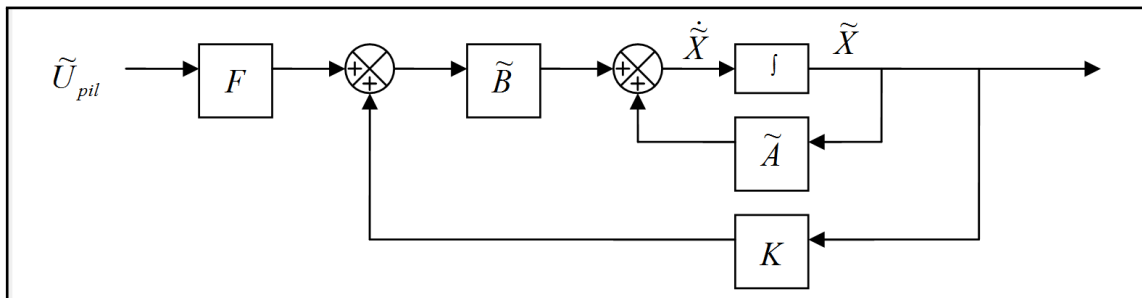 Ũ_pil
F
+
+
B̃
+
+
Ẋ̃
∫
X̃
Ã
K